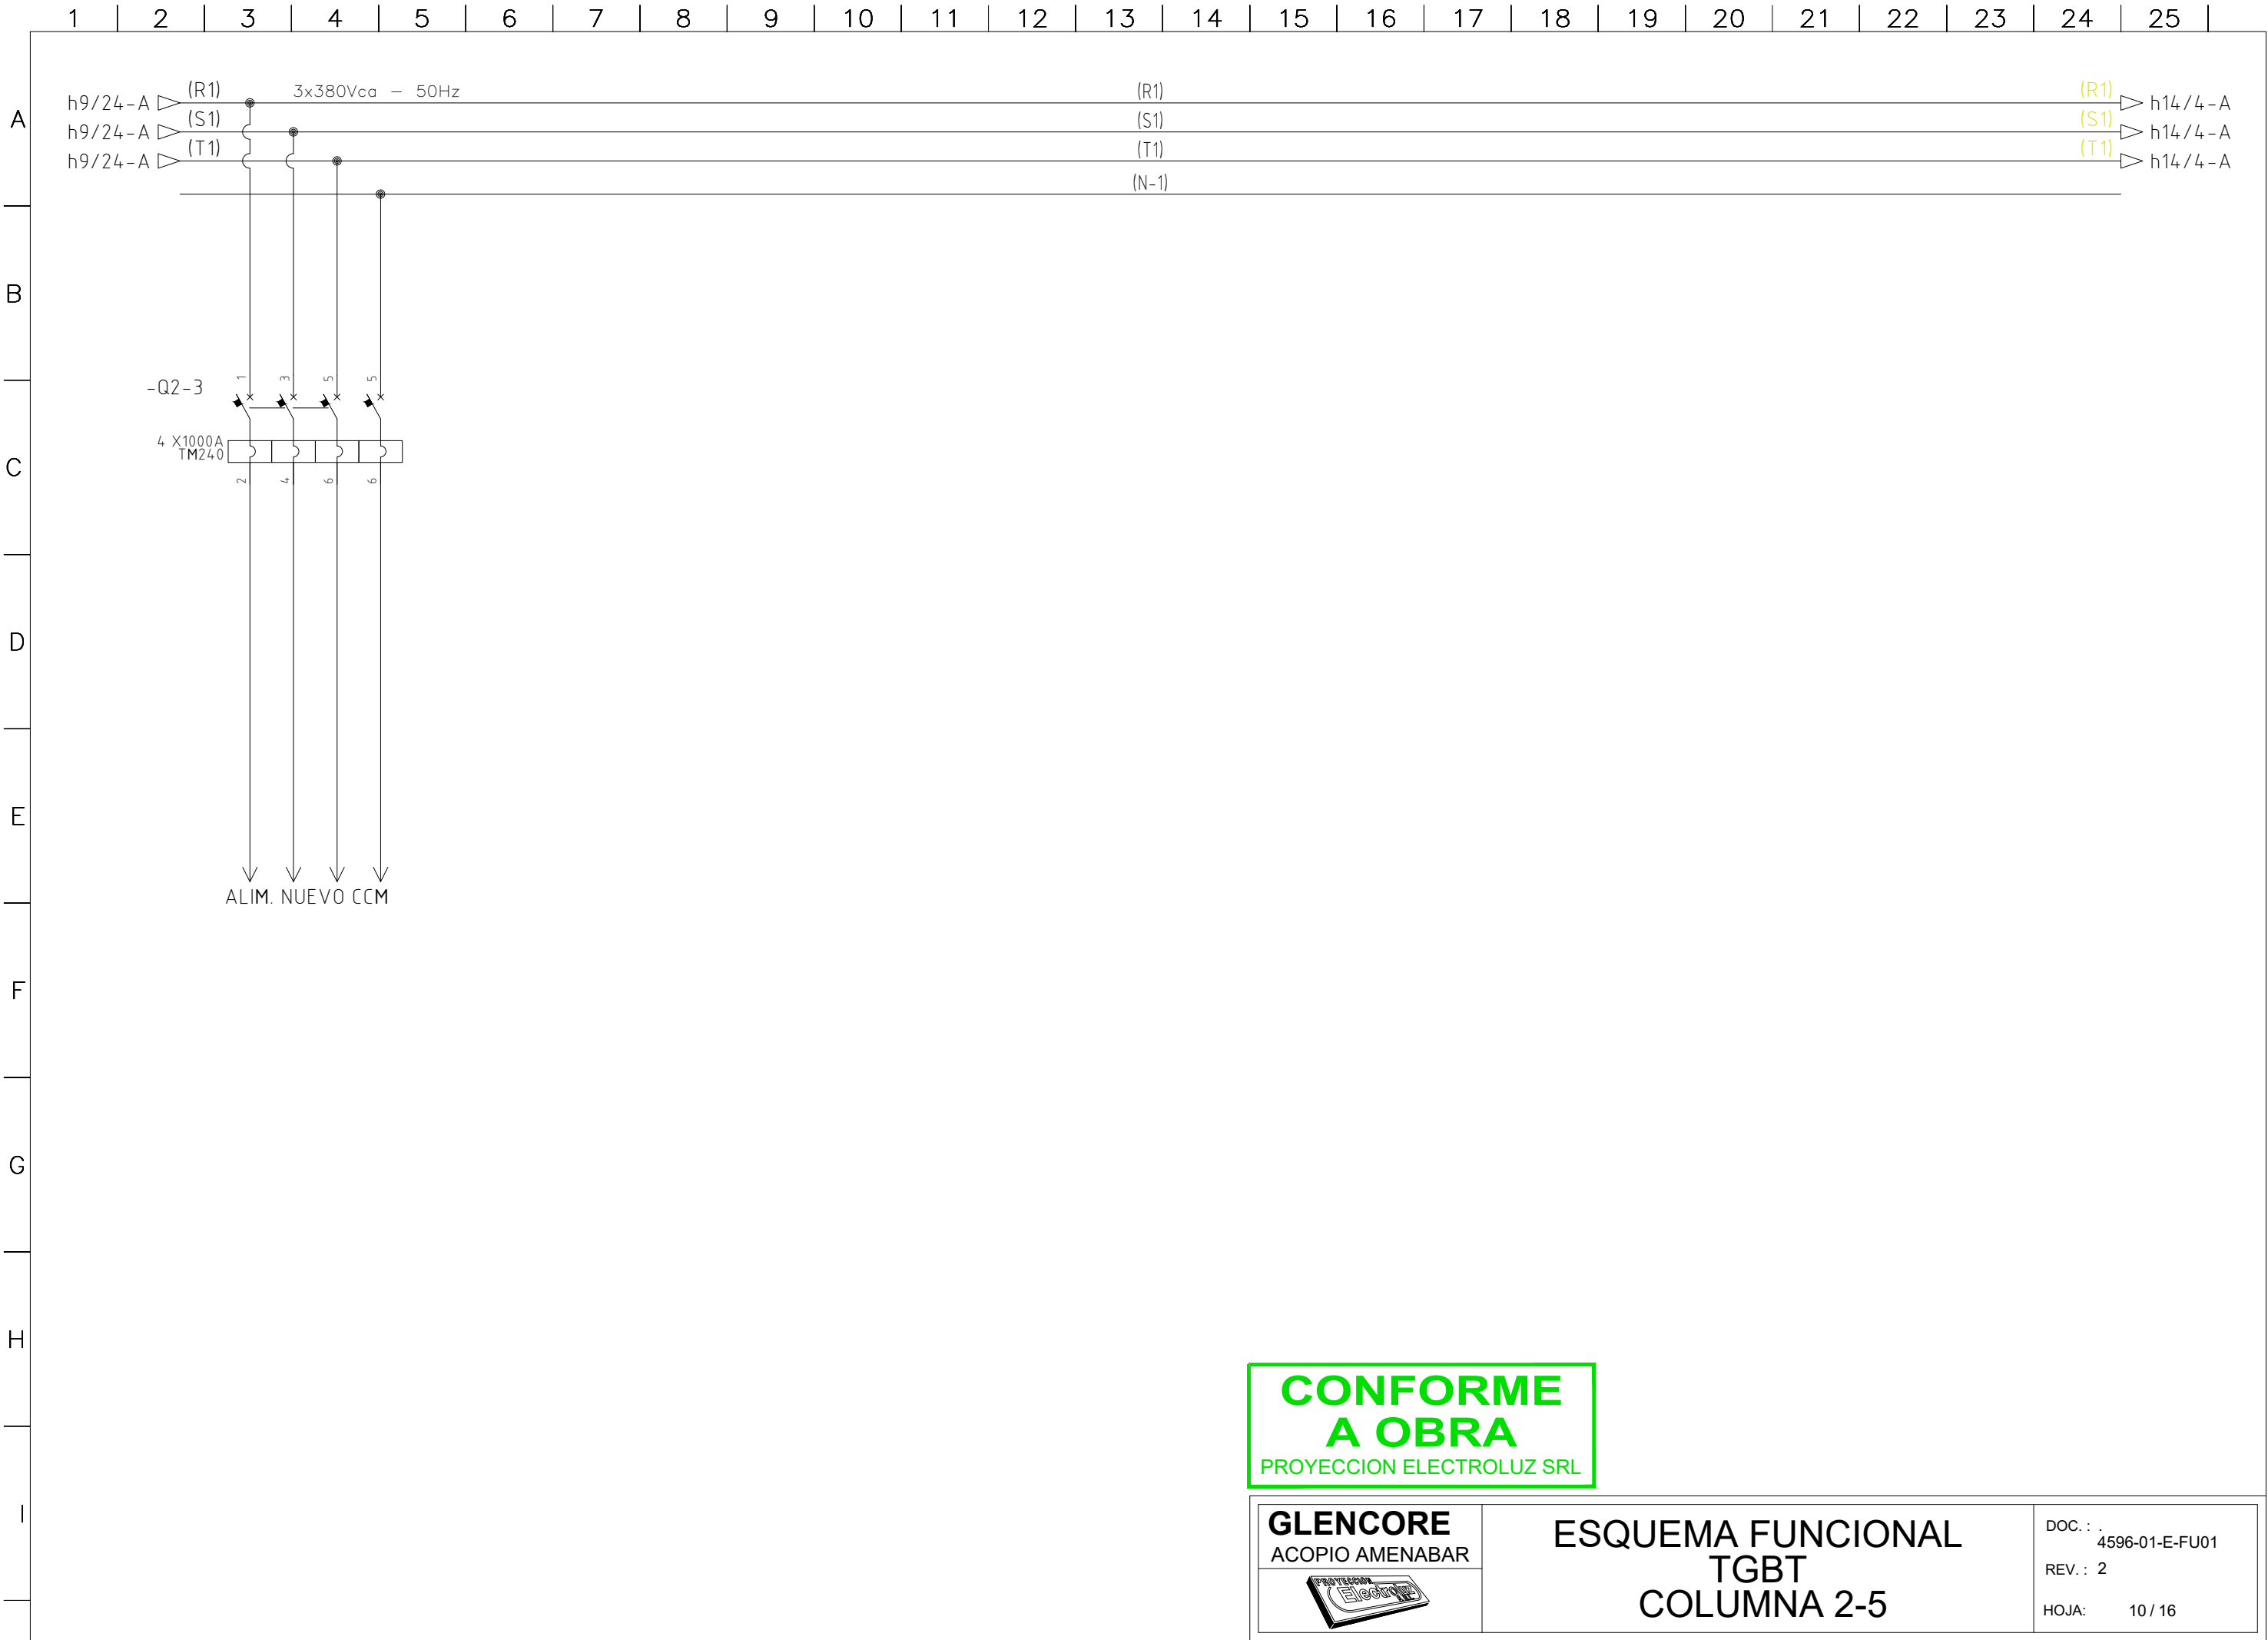 1 2 3 4 5 6 7 8 9 10 11 12 13 14 15 16 17 18 19 20 21 22 23 24 25
A
h9/24-A (R1) 3x380Vca - 50Hz (R1) (R1) h14/4-A
h9/24-A (S1) (S1) (S1) h14/4-A
h9/24-A (T1) (T1) (T1) h14/4-A
(N-1)
B
-Q2-3 1 3 5 5
4 X1000A
TM240
C
2 4 6 6
D
E
ALIM. NUEVO CCM
F
G
H
CONFORME
A OBRA
PROYECCION ELECTROLUZ SRL
I
GLENCORE
ACOPIO AMENABAR
PROYECCION
Electroluz
SRL
ESQUEMA FUNCIONAL
TGBT
COLUMNA 2-5
DOC. : .
4596-01-E-FU01
REV. : 2
HOJA: 10 / 16